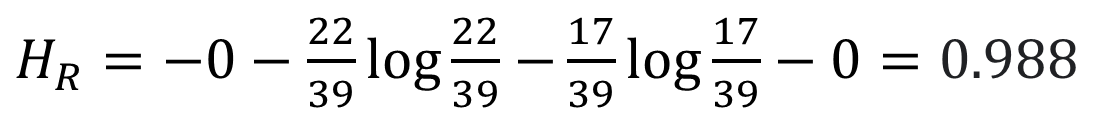 H_R = −0 − 22/39 log 22/39 − 17/39 log 17/39 − 0 = 0.988